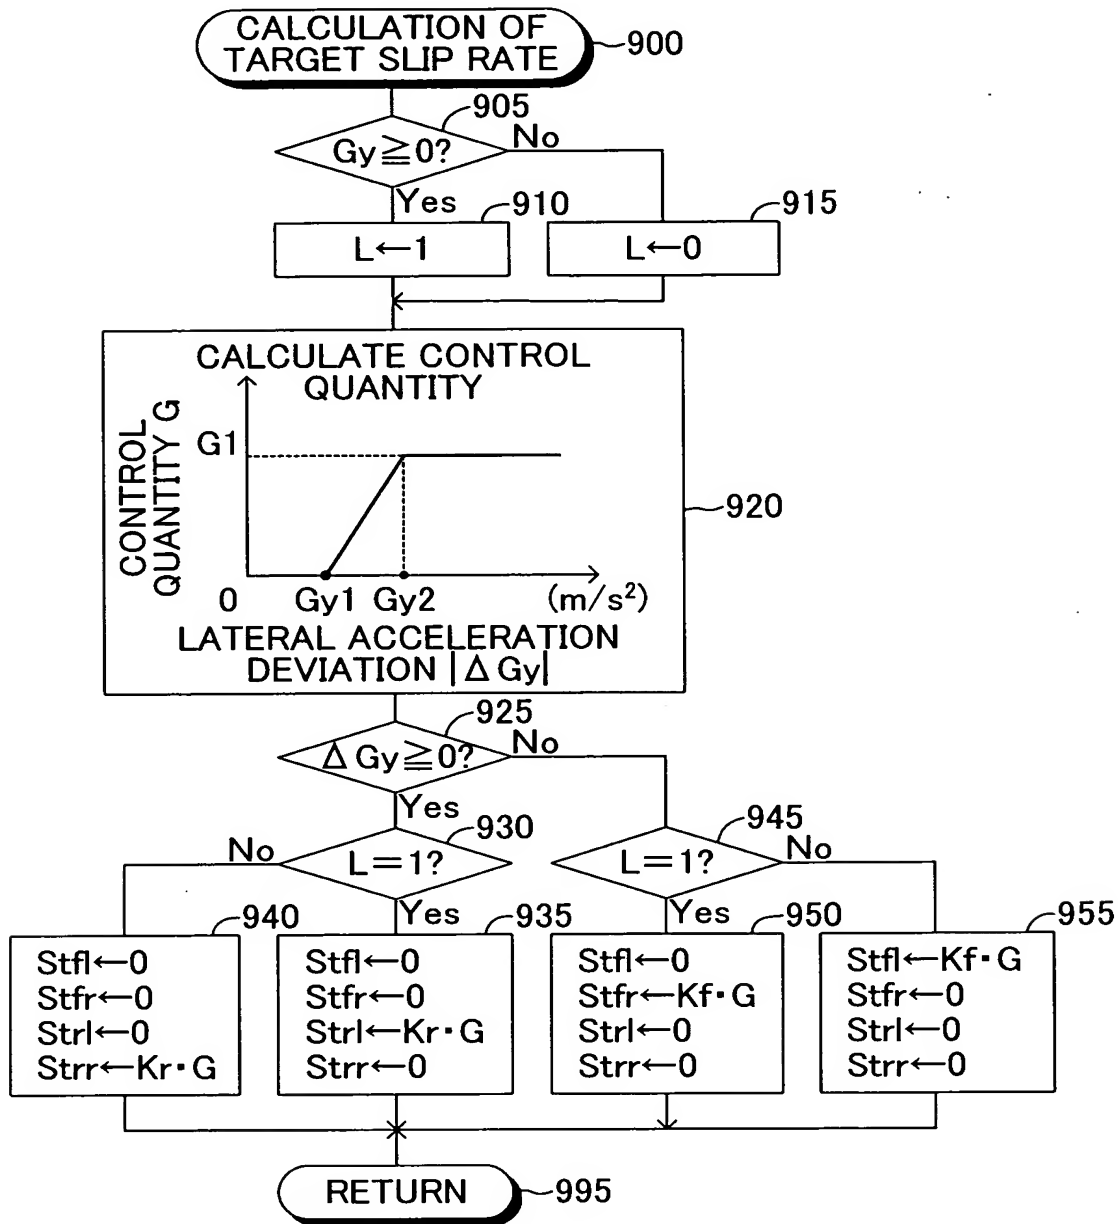 CALCULATION OF
TARGET SLIP RATE
900
905
Gy≧0?
No
Yes
910
915
L←1
L←0
CALCULATE CONTROL
QUANTITY
CONTROL
QUANTITY G
G1
920
0
Gy1
Gy2
(m/s²)
LATERAL ACCELERATION
DEVIATION |Δ Gy|
925
Δ Gy≧0?
No
Yes
930
945
No
L=1?
L=1?
No
Yes
Yes
940
935
950
955
Stfl←0
Stfr←0
Strl←0
Strr←Kr·G
Stfl←0
Stfr←0
Strl←Kr·G
Strr←0
Stfl←0
Stfr←Kf·G
Strl←0
Strr←0
Stfl←Kf·G
Stfr←0
Strl←0
Strr←0
RETURN
995